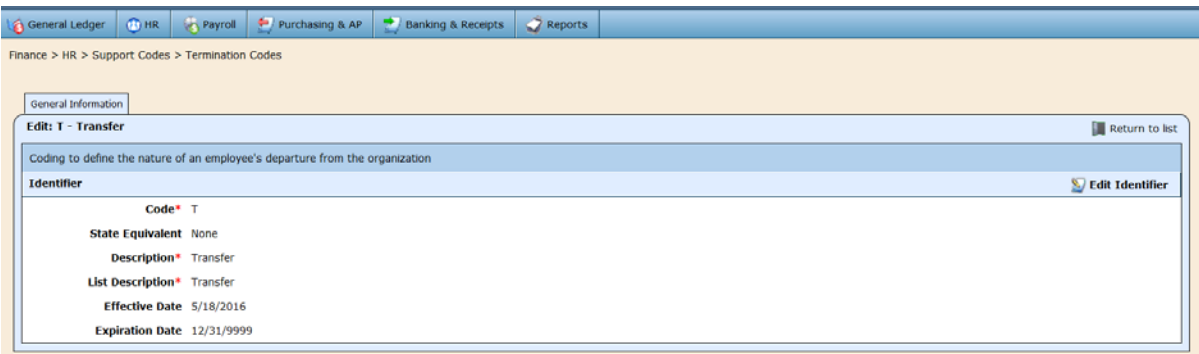 General Ledger HR Payroll Purchasing & AP Banking & Receipts Reports
Finance > HR > Support Codes > Termination Codes
General Information
Edit: T - Transfer Return to list
Coding to define the nature of an employee's departure from the organization
Identifier Edit Identifier
Code* T
State Equivalent None
Description* Transfer
List Description* Transfer
Effective Date 5/18/2016
Expiration Date 12/31/9999